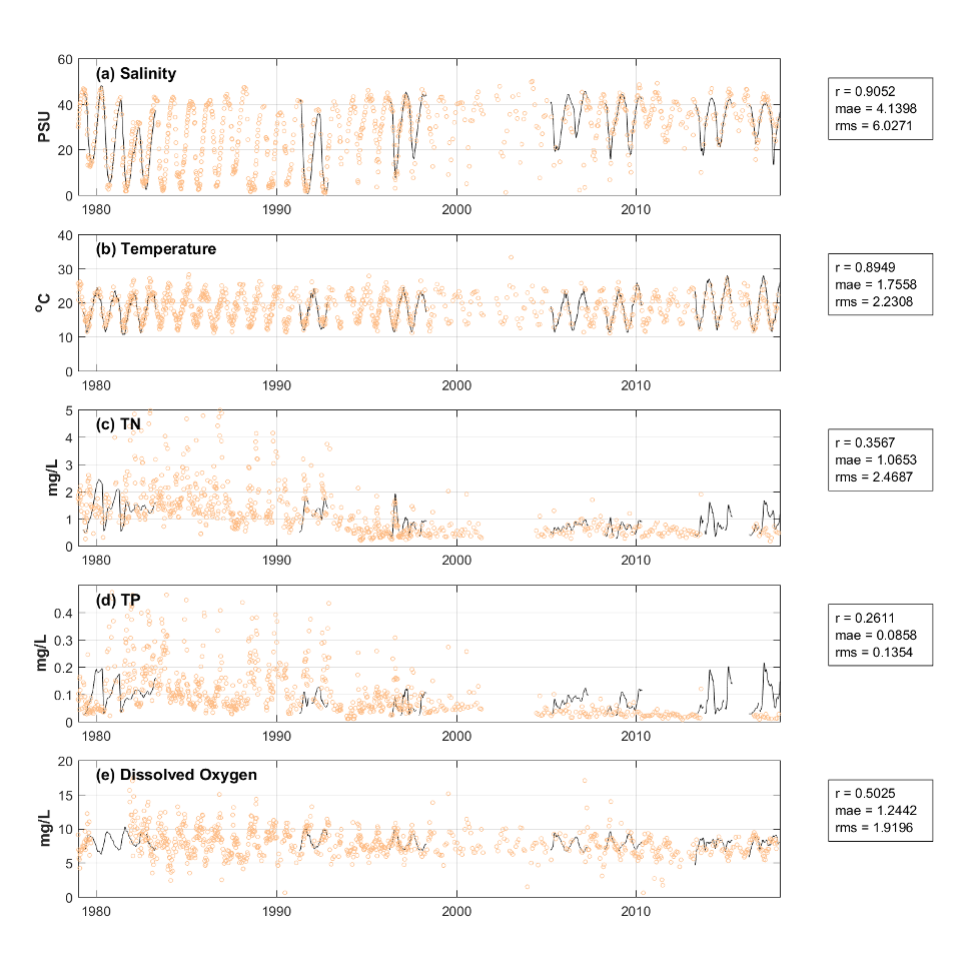 (a) Salinity
60
40
20
0
PSU
1980
1990
2000
2010
r = 0.9052
mae = 4.1398
rms = 6.0271
(b) Temperature
40
30
20
10
0
°C
1980
1990
2000
2010
r = 0.8949
mae = 1.7558
rms = 2.2308
(c) TN
5
4
3
2
1
0
mg/L
1980
1990
2000
2010
r = 0.3567
mae = 1.0653
rms = 2.4687
(d) TP
0.4
0.3
0.2
0.1
0
mg/L
1980
1990
2000
2010
r = 0.2611
mae = 0.0858
rms = 0.1354
(e) Dissolved Oxygen
20
15
10
5
0
mg/L
1980
1990
2000
2010
r = 0.5025
mae = 1.2442
rms = 1.9196